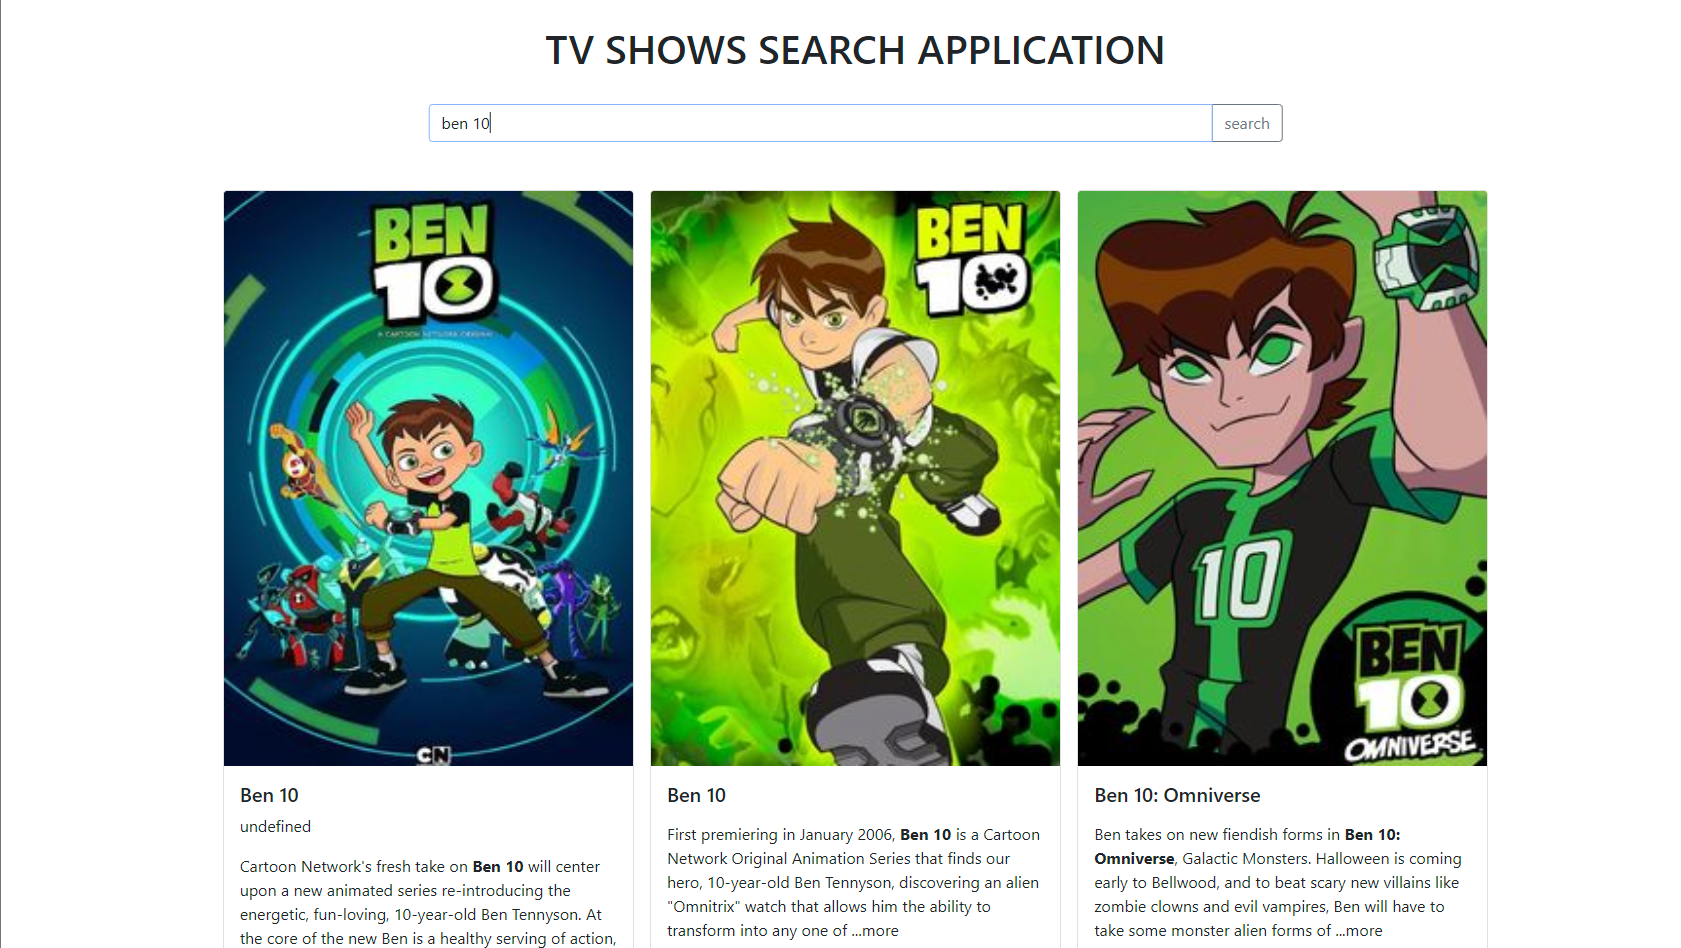 TV SHOWS SEARCH APPLICATION
ben 10
search
BEN
10
A CARTOON NETWORK ORIGINAL
CN
BEN
10
10
BEN
10
OMNIVERSE
Ben 10
undefined
Cartoon Network's fresh take on Ben 10 will center
upon a new animated series re-introducing the
energetic, fun-loving, 10-year-old Ben Tennyson. At
the core of the new Ben is a healthy serving of action,
Ben 10
First premiering in January 2006, Ben 10 is a Cartoon
Network Original Animation Series that finds our
hero, 10-year-old Ben Tennyson, discovering an alien
"Omnitrix" watch that allows him the ability to
transform into any one of ...more
Ben 10: Omniverse
Ben takes on new fiendish forms in Ben 10:
Omniverse, Galactic Monsters. Halloween is coming
early to Bellwood, and to beat scary new villains like
zombie clowns and evil vampires, Ben will have to
take some monster alien forms of ...more